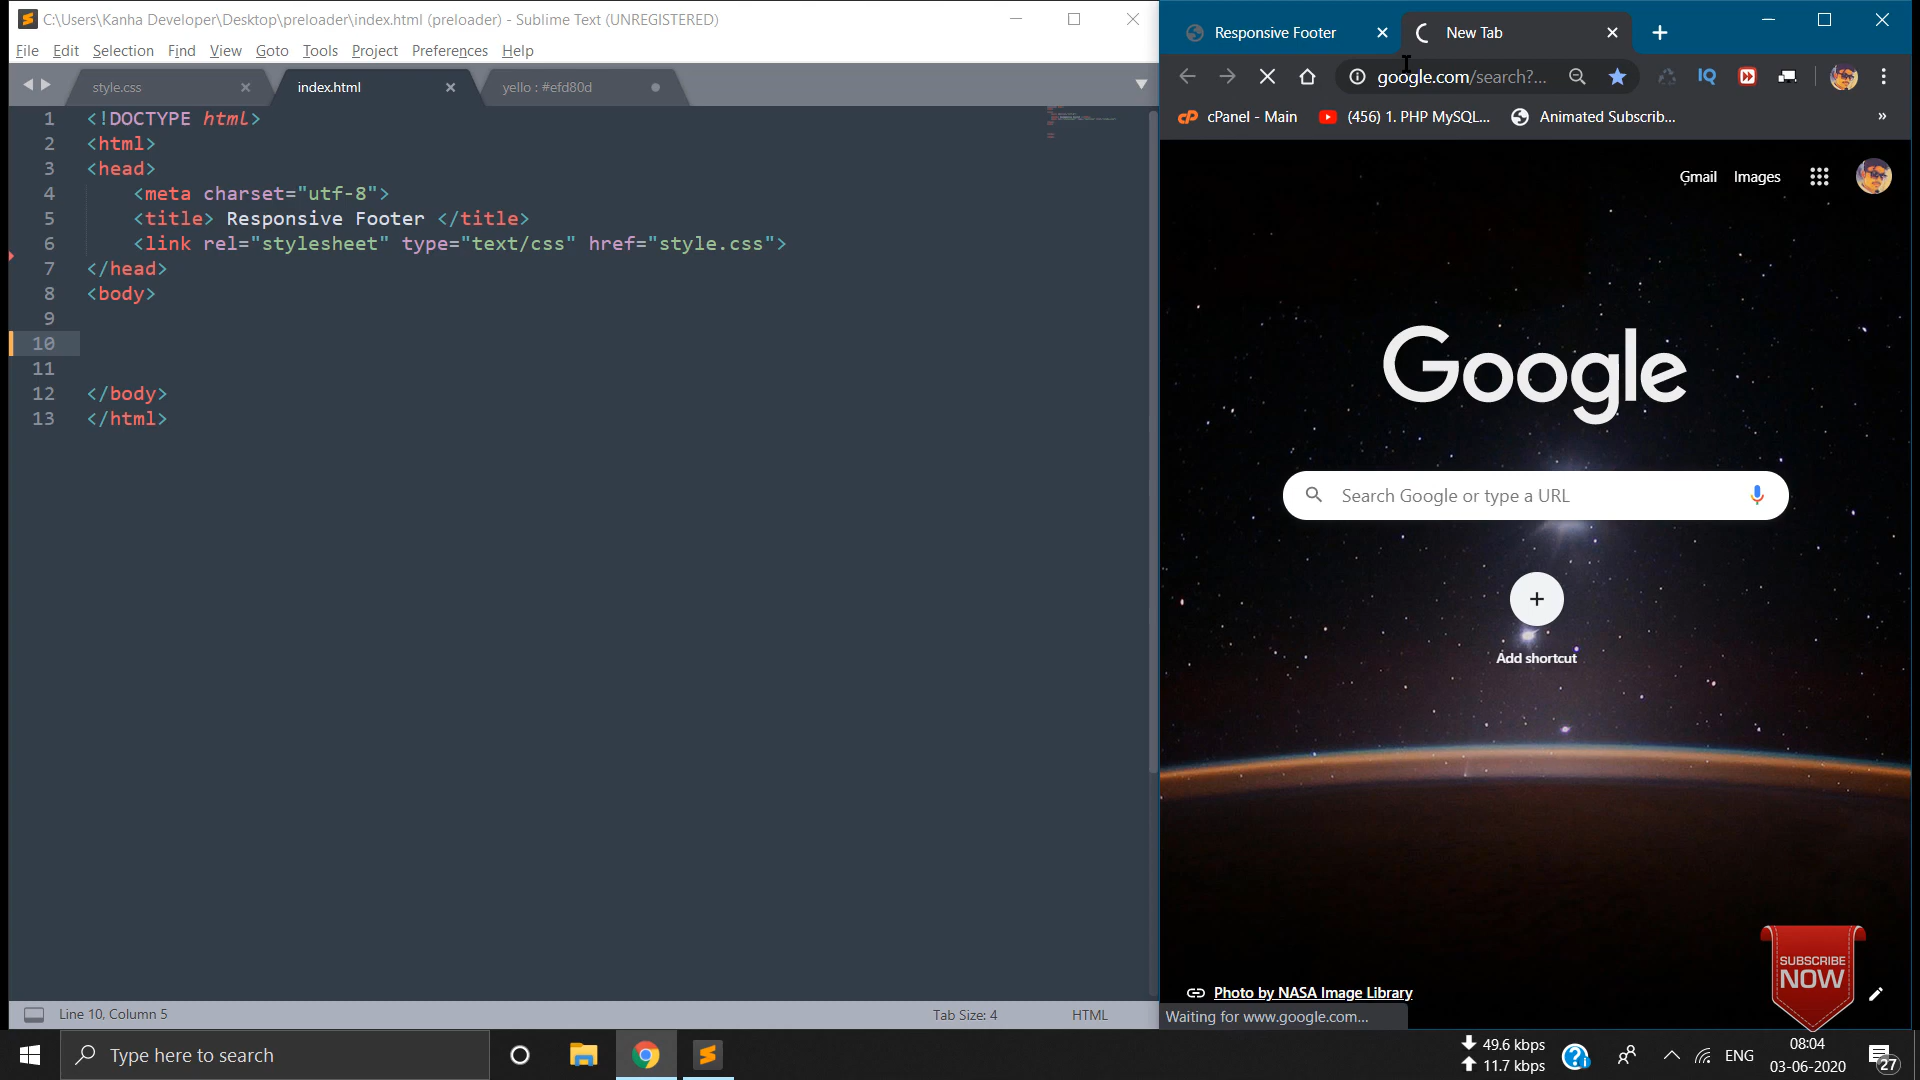 C:\Users\Kanha Developer\Desktop\preloader\index.html (preloader) - Sublime Text (UNREGISTERED)
File Edit Selection Find View Goto Tools Project Preferences Help
style.css index.html yello : #efd80d
1 <!DOCTYPE html>
2 <html>
3 <head>
4 <meta charset="utf-8">
5 <title> Responsive Footer </title>
6 <link rel="stylesheet" type="text/css" href="style.css">
7 </head>
8 <body>
9
10
11
12 </body>
13 </html>
Line 10, Column 5 Tab Size: 4 HTML
Responsive Footer New Tab
google.com/search?...
IQ
cPanel - Main (456) 1. PHP MySQL... Animated Subscrib... »
Gmail Images
Google
Search Google or type a URL
Add shortcut
SUBSCRIBE
NOW
Photo by NASA Image Library
Waiting for www.google.com...
Type here to search
49.6 kbps
11.7 kbps
ENG
08:04
03-06-2020
27